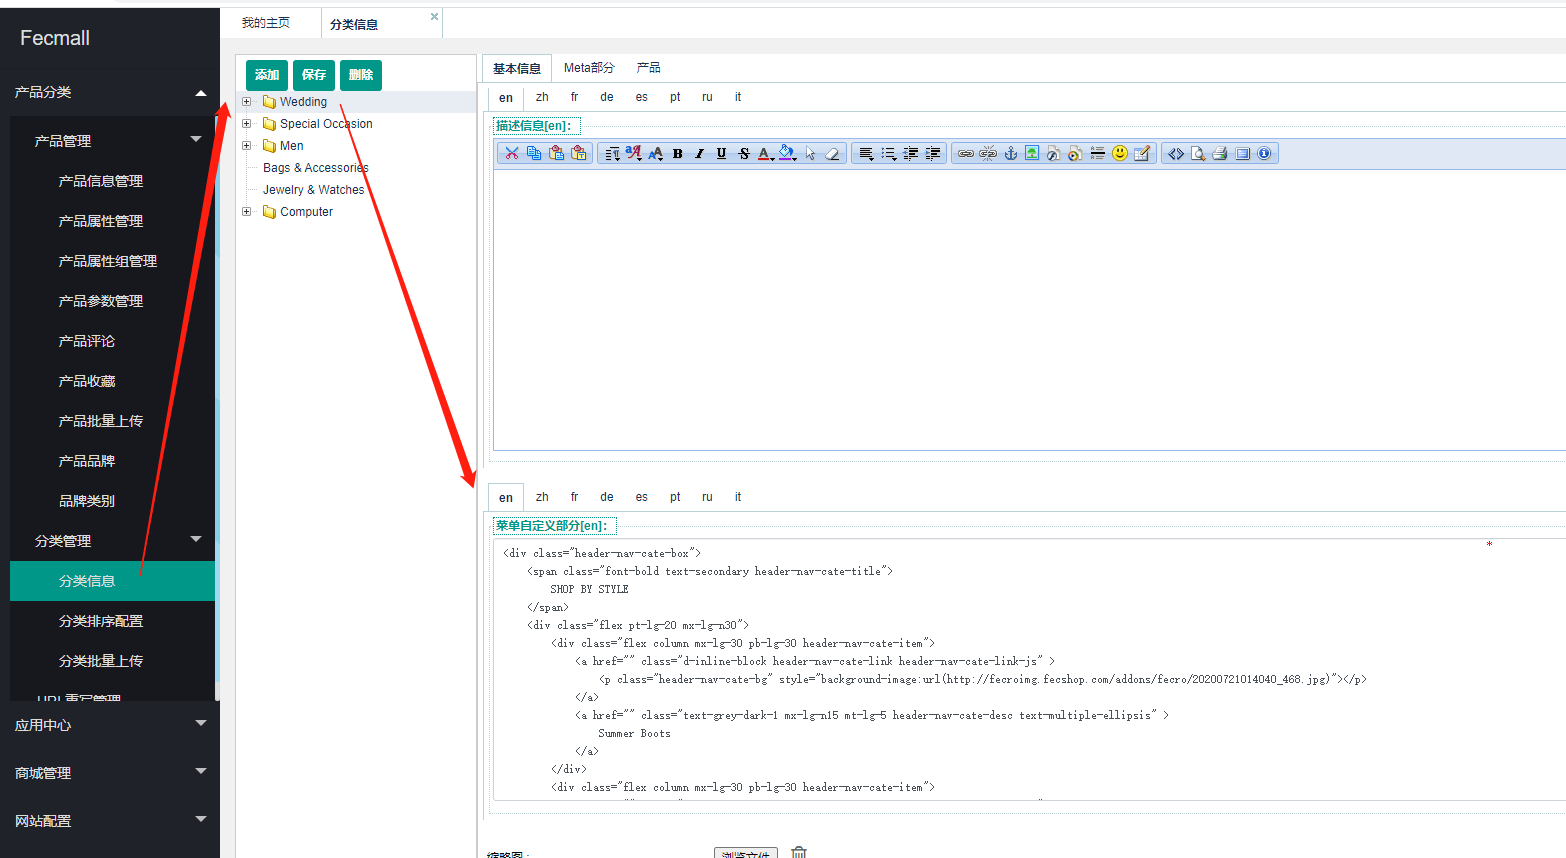 Fecmall
产品分类
产品管理
产品信息管理
产品属性管理
产品属性组管理
产品参数管理
产品评论
产品收藏
产品批量上传
产品品牌
品牌类别
分类管理
分类信息
分类排序配置
分类批量上传
URL重写管理
应用中心
商城管理
网站配置
我的主页
分类信息
添加
保存
删除
Wedding
Special Occasion
Men
Bags & Accessories
Jewelry & Watches
Computer
基本信息 Meta部分 产品
en zh fr de es pt ru it
描述信息[en]:
en zh fr de es pt ru it
菜单自定义部分[en]:
*
<div class="header-nav-cate-box">
<span class="font-bold text-secondary header-nav-cate-title">
SHOP BY STYLE
</span>
<div class="flex pt-lg-20 mx-lg-n30">
<div class="flex column mx-lg-30 pb-lg-30 header-nav-cate-item">
<a href="" class="d-inline-block header-nav-cate-link header-nav-cate-link-js" >
<p class="header-nav-cate-bg" style="background-image:url(http://fecroimg.fecshop.com/addons/fecro/20200721014040_468.jpg)"></p>
</a>
<a href="" class="text-grey-dark-1 mx-lg-n15 mt-lg-5 header-nav-cate-desc text-multiple-ellipsis" >
Summer Boots
</a>
</div>
<div class="flex column mx-lg-30 pb-lg-30 header-nav-cate-item">
缩略图:
浏览文件